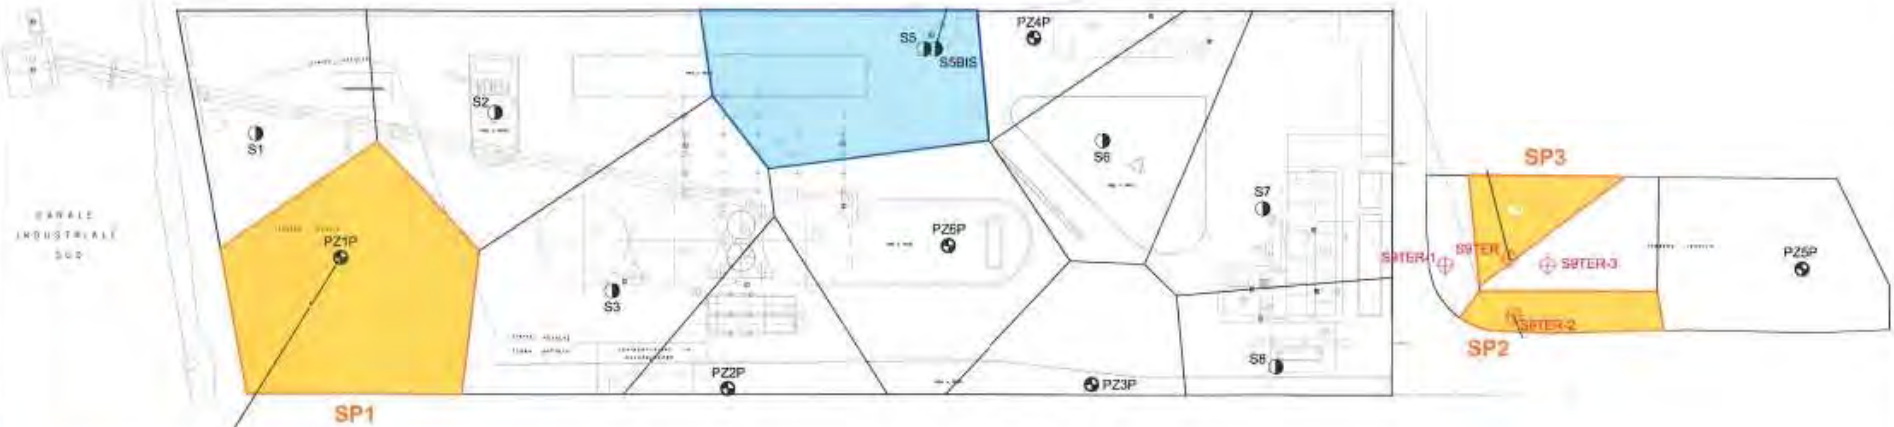 PZ4P
S5
S5BIS
S2
S1
S6
SP3
S7
CANALE
INDUSTRIALE
SUD
PZ1P
PZ6P
S9TER-1
S9TER
S9TER-3
PZ5P
S3
S9TER-2
SP2
S8
PZ2P
PZ3P
SP1